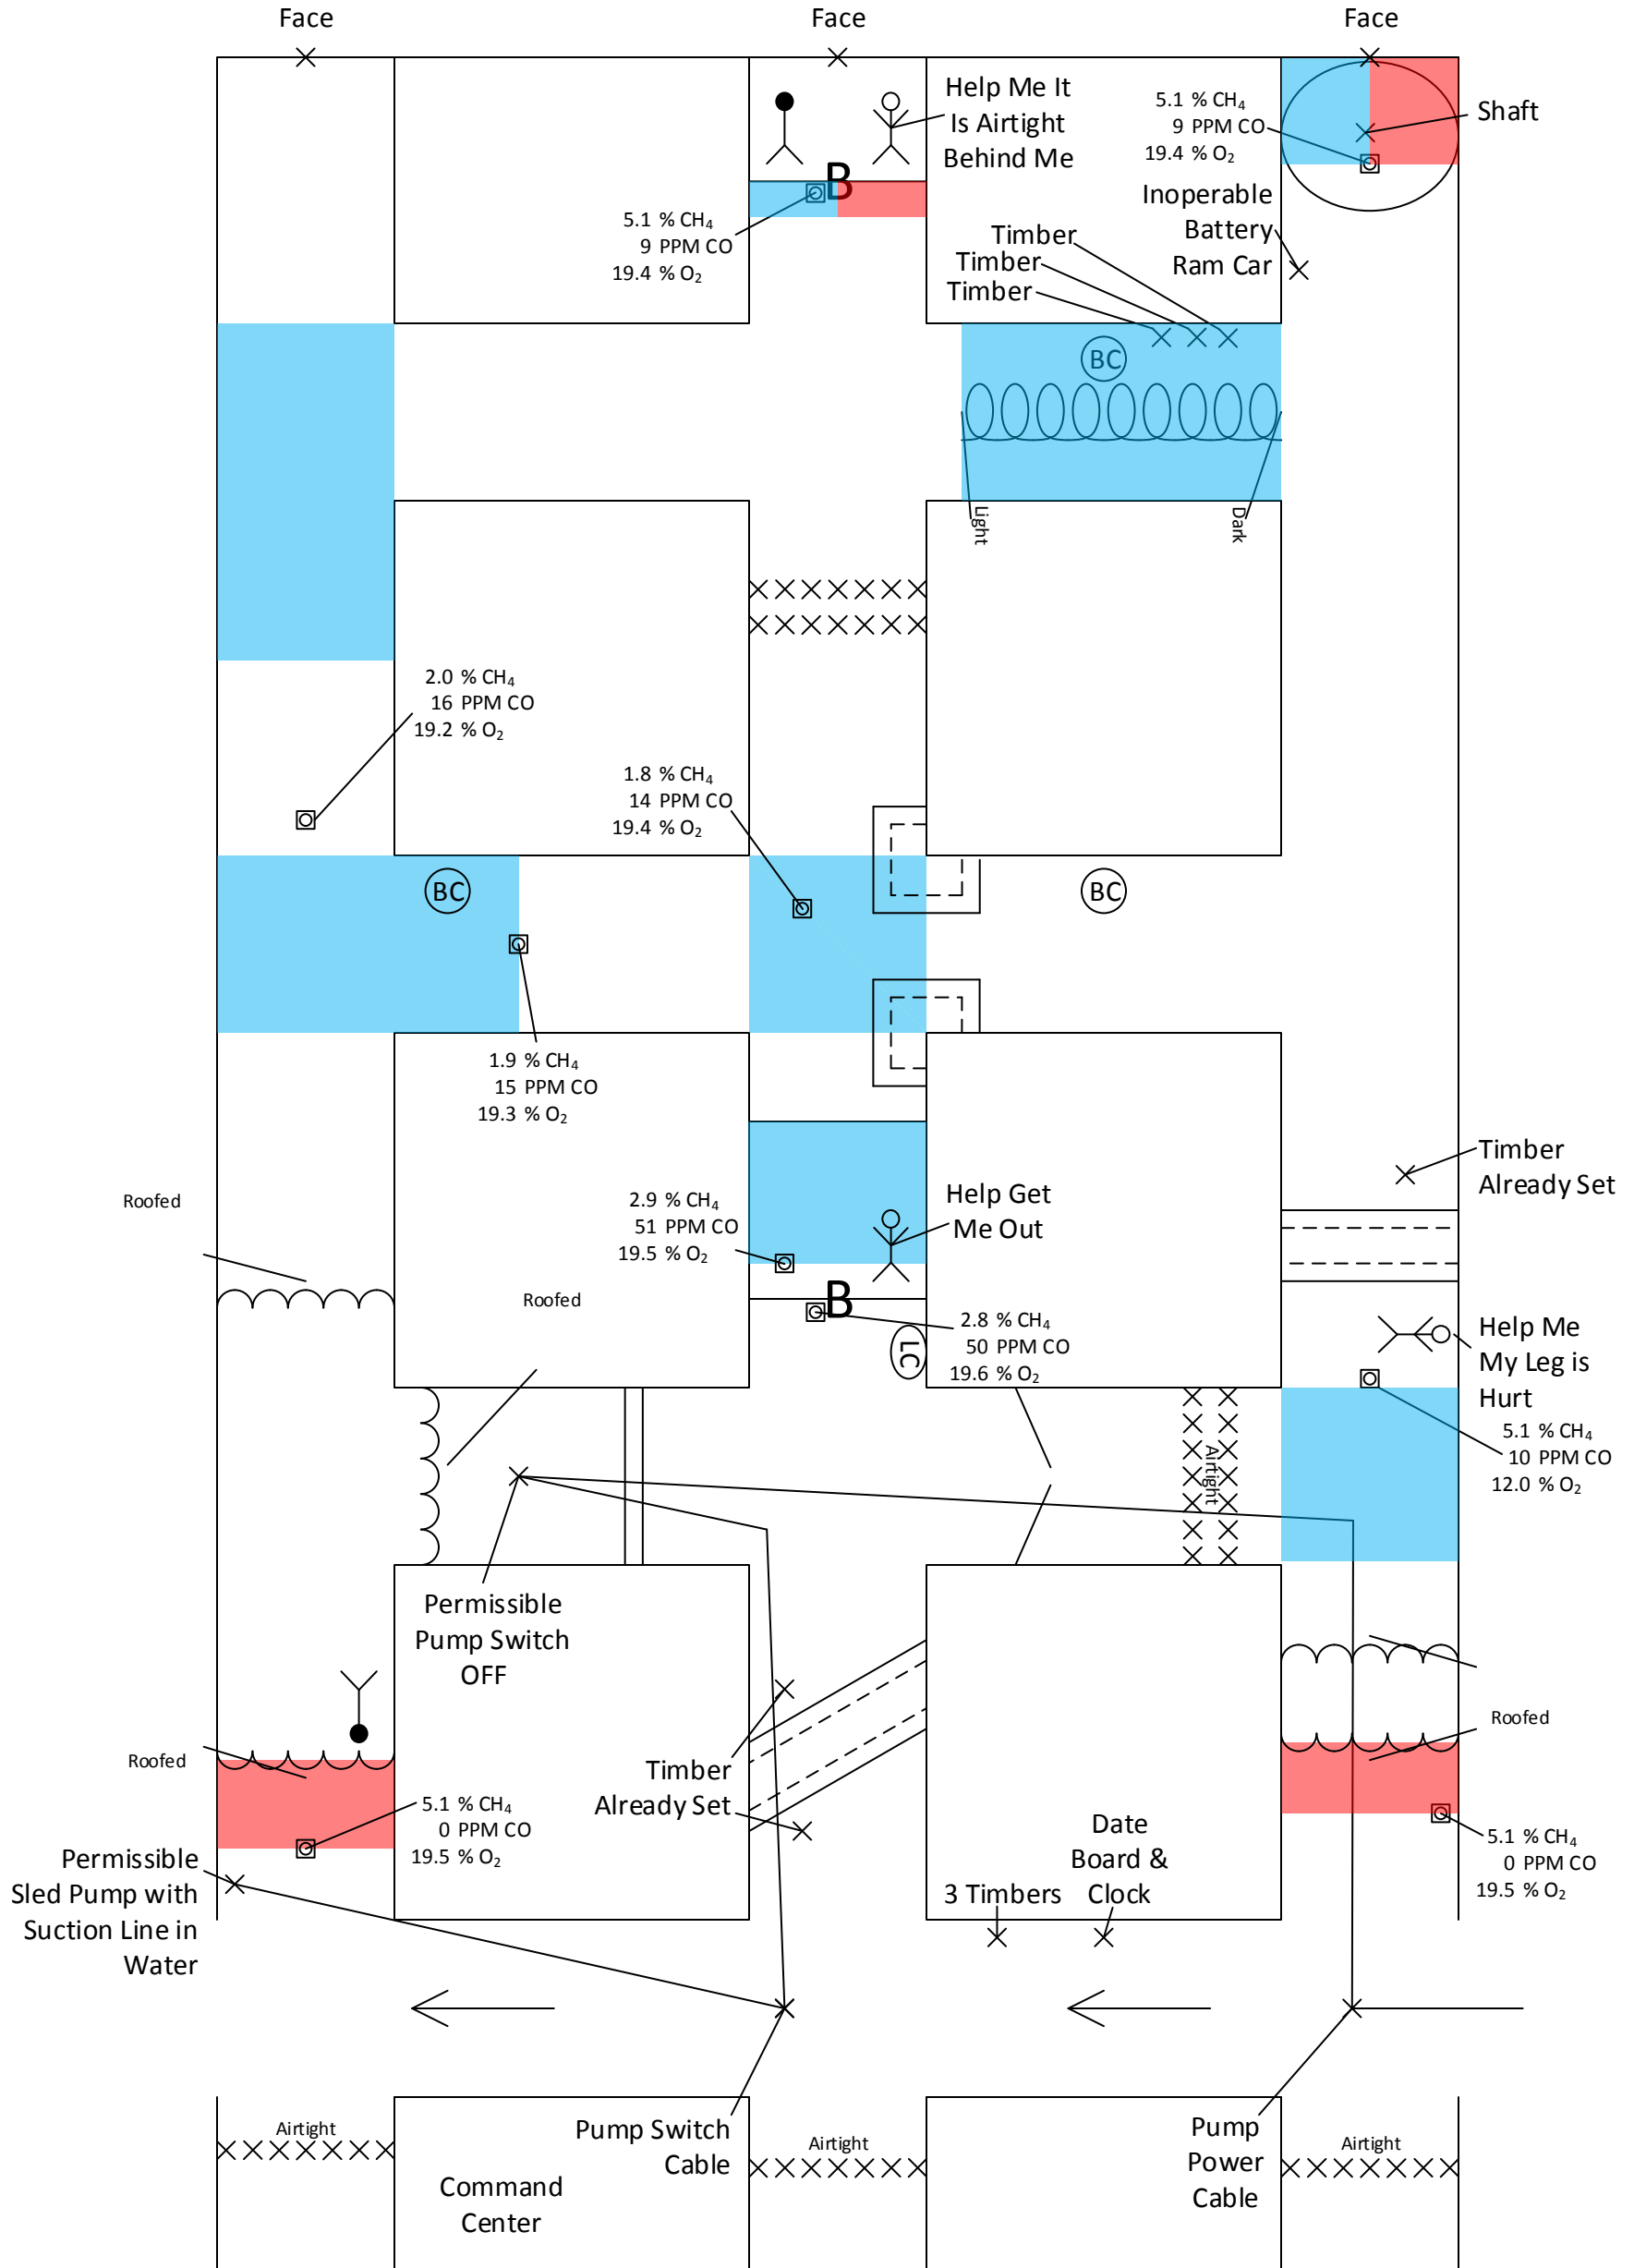 Face
Face
Face
Help Me It
Is Airtight
Behind Me
5.1 % CH₄
9 PPM CO
19.4 % O₂
Shaft
B
5.1 % CH₄
9 PPM CO
19.4 % O₂
Inoperable
Battery
Ram Car
Timber
Timber
Timber
BC
Light
Dark
2.0 % CH₄
16 PPM CO
19.2 % O₂
1.8 % CH₄
14 PPM CO
19.4 % O₂
BC
BC
1.9 % CH₄
15 PPM CO
19.3 % O₂
Timber
Already Set
Roofed
2.9 % CH₄
51 PPM CO
19.5 % O₂
Help Get
Me Out
Roofed
B
LC
2.8 % CH₄
50 PPM CO
19.6 % O₂
Help Me
My Leg is
Hurt
5.1 % CH₄
10 PPM CO
12.0 % O₂
Airtight
Permissible
Pump Switch
OFF
Roofed
Roofed
Timber
Already Set
5.1 % CH₄
0 PPM CO
19.5 % O₂
Date
Board &
Clock
3 Timbers
5.1 % CH₄
0 PPM CO
19.5 % O₂
Permissible
Sled Pump with
Suction Line in
Water
Airtight
Pump Switch
Cable
Airtight
Pump
Power
Cable
Airtight
Command
Center